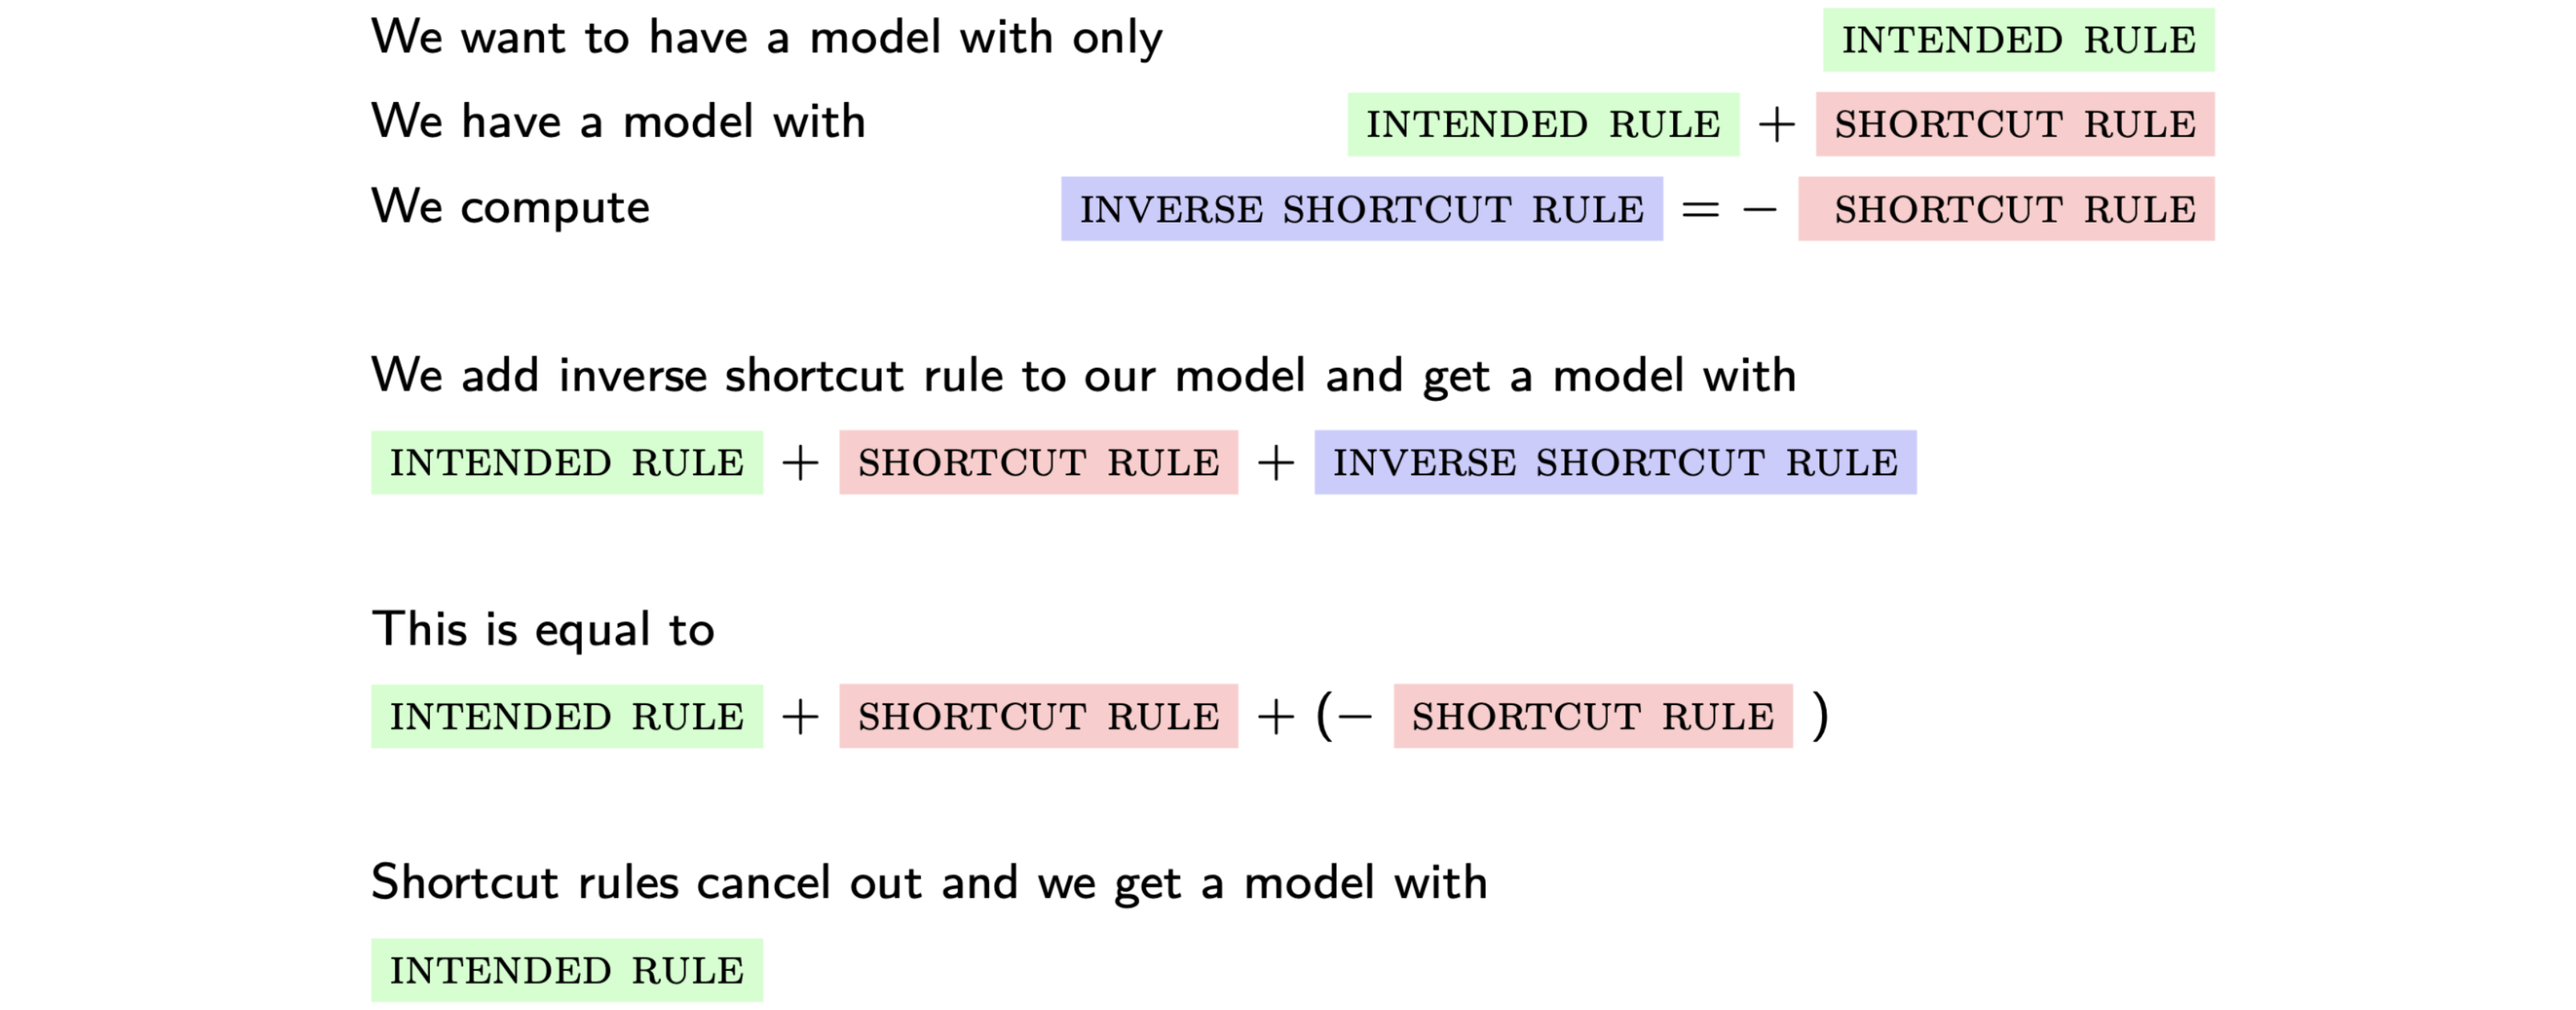 We want to have a model with only INTENDED RULE
We have a model with INTENDED RULE + SHORTCUT RULE
We compute INVERSE SHORTCUT RULE = − SHORTCUT RULE
We add inverse shortcut rule to our model and get a model with
INTENDED RULE + SHORTCUT RULE + INVERSE SHORTCUT RULE
This is equal to
INTENDED RULE + SHORTCUT RULE + (− SHORTCUT RULE )
Shortcut rules cancel out and we get a model with
INTENDED RULE